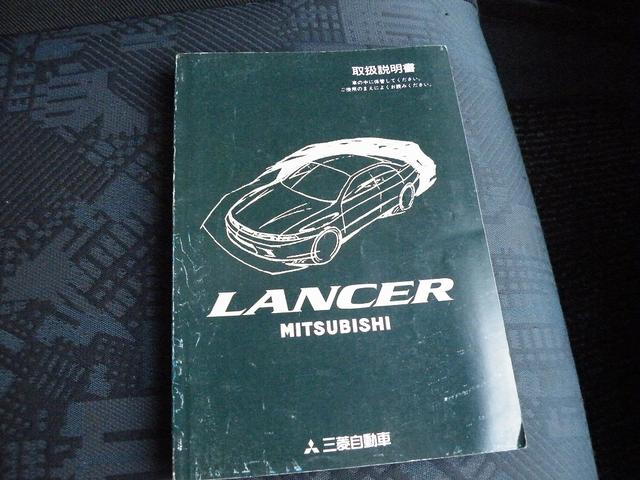 取扱説明書
車の中に保管してください。
ご使用のまえによくお読みください。
LANCER
MITSUBISHI
三菱自動車